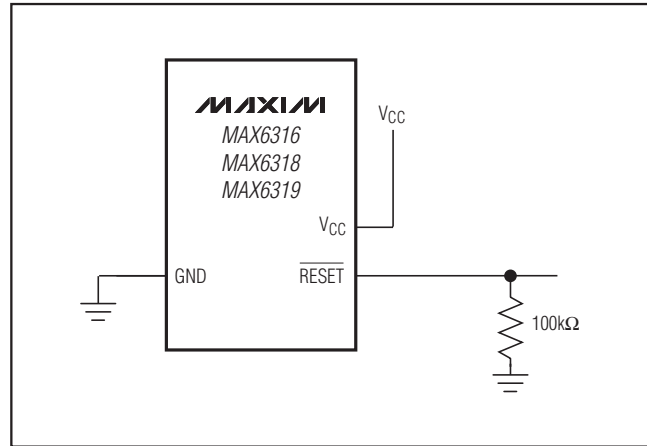 MAXIM
MAX6316
MAX6318
MAX6319
VCC
VCC
GND
RESET
100kΩ